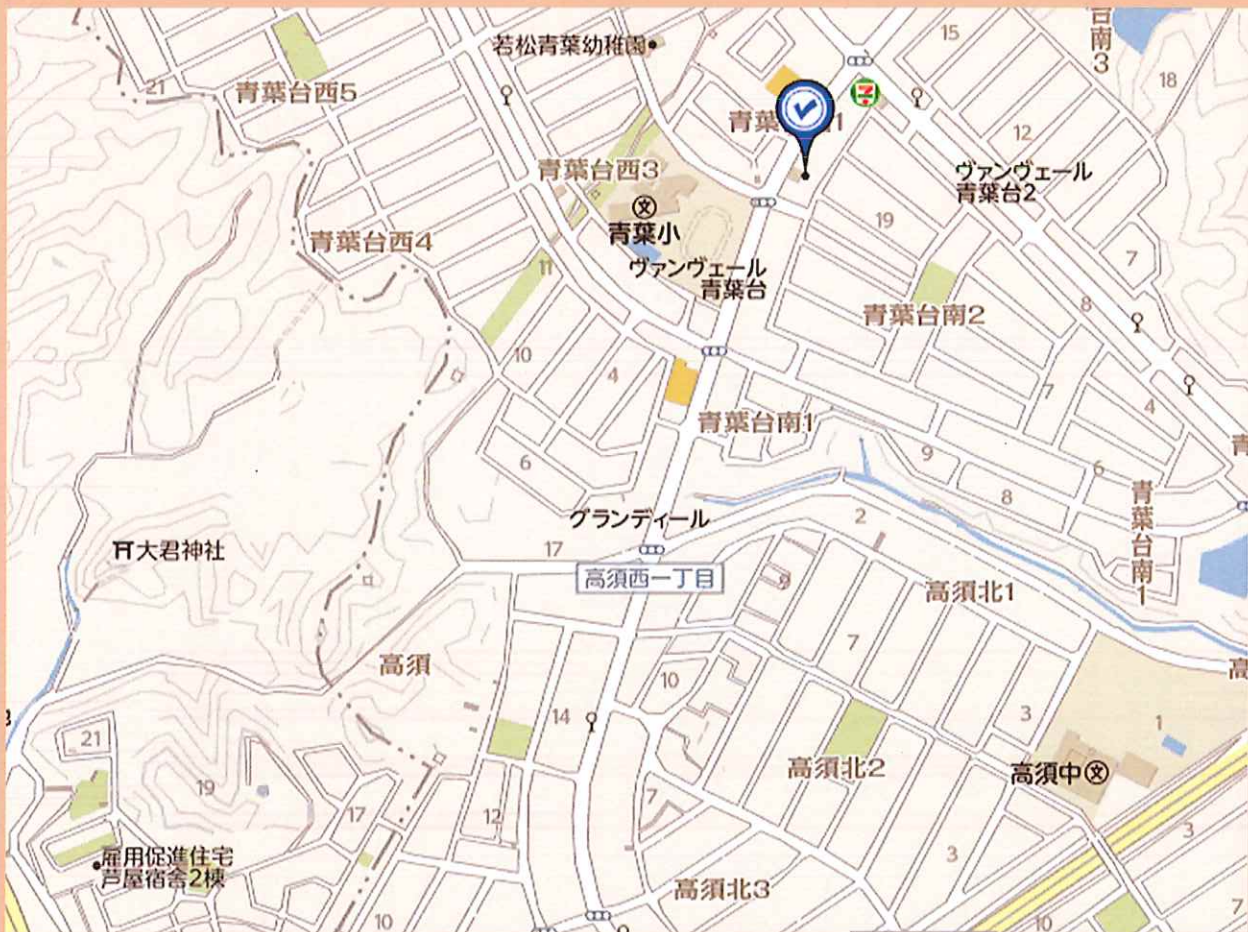 若松青葉幼稚園
15
台南3
21
青葉台西5
18
青葉
1
12
青葉台西3
ヴァンヴェール
青葉台2
青葉小
19
青葉台西4
ヴァンヴェール
青葉台
7
11
8
青葉台南2
10
4
7
4
青葉台南1
青
6
9
6
8
青葉台南1
グランディール
2
17
大君神社
高須西一丁目
高須北1
7
高須
高
10
14
3
1
21
高須北2
高須中
19
7
17
12
3
3
雇用促進住宅
芦屋宿舎2棟
高須北3
10
10
7